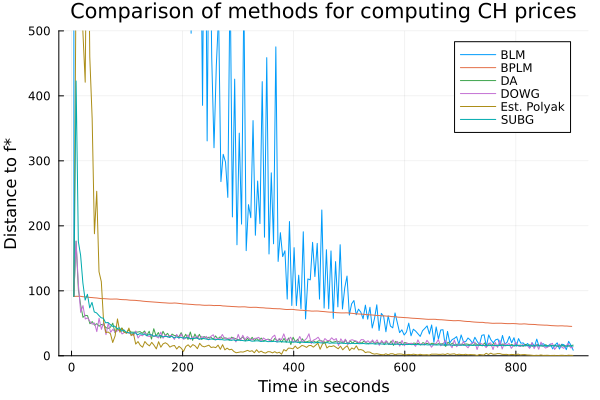 Comparison of methods for computing CH prices
500
400
300
200
100
0
Distance to f*
BLM
BPLM
DA
DOWG
Est. Polyak
SUBG
0
200
400
600
800
Time in seconds